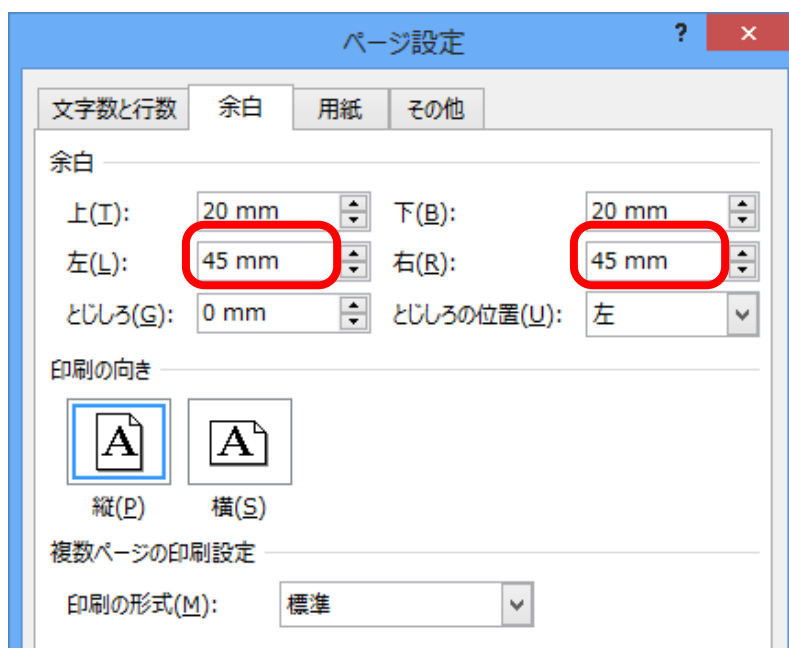 ページ設定 ? ×
文字数と行数 余白 用紙 その他
余白
上(T): 20 mm 下(B): 20 mm
左(L): 45 mm 右(R): 45 mm
とじしろ(G): 0 mm とじしろの位置(U): 左
印刷の向き
A A
縦(P) 横(S)
複数ページの印刷設定
印刷の形式(M): 標準